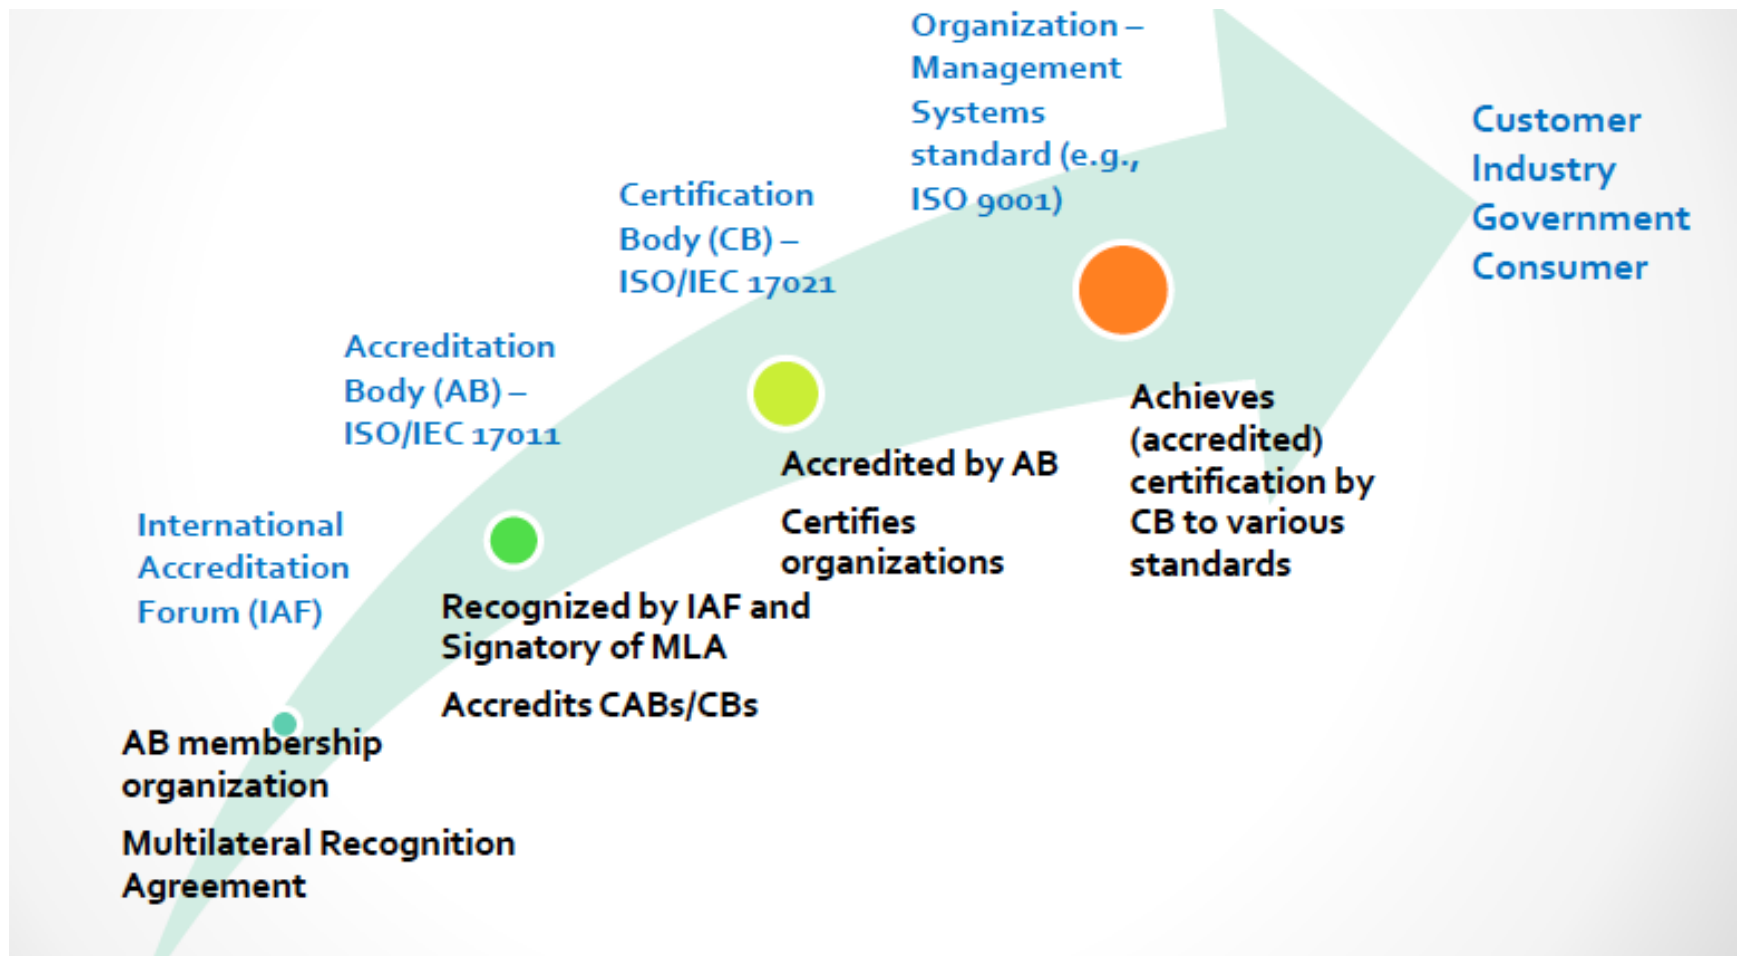 International
Accreditation
Forum (IAF)
AB membership
organization
Multilateral Recognition
Agreement
Accreditation
Body (AB) –
ISO/IEC 17011
Recognized by IAF and
Signatory of MLA
Accredits CABs/CBs
Certification
Body (CB) –
ISO/IEC 17021
Accredited by AB
Certifies
organizations
Organization –
Management
Systems
standard (e.g.,
ISO 9001)
Achieves
(accredited)
certification by
CB to various
standards
Customer
Industry
Government
Consumer